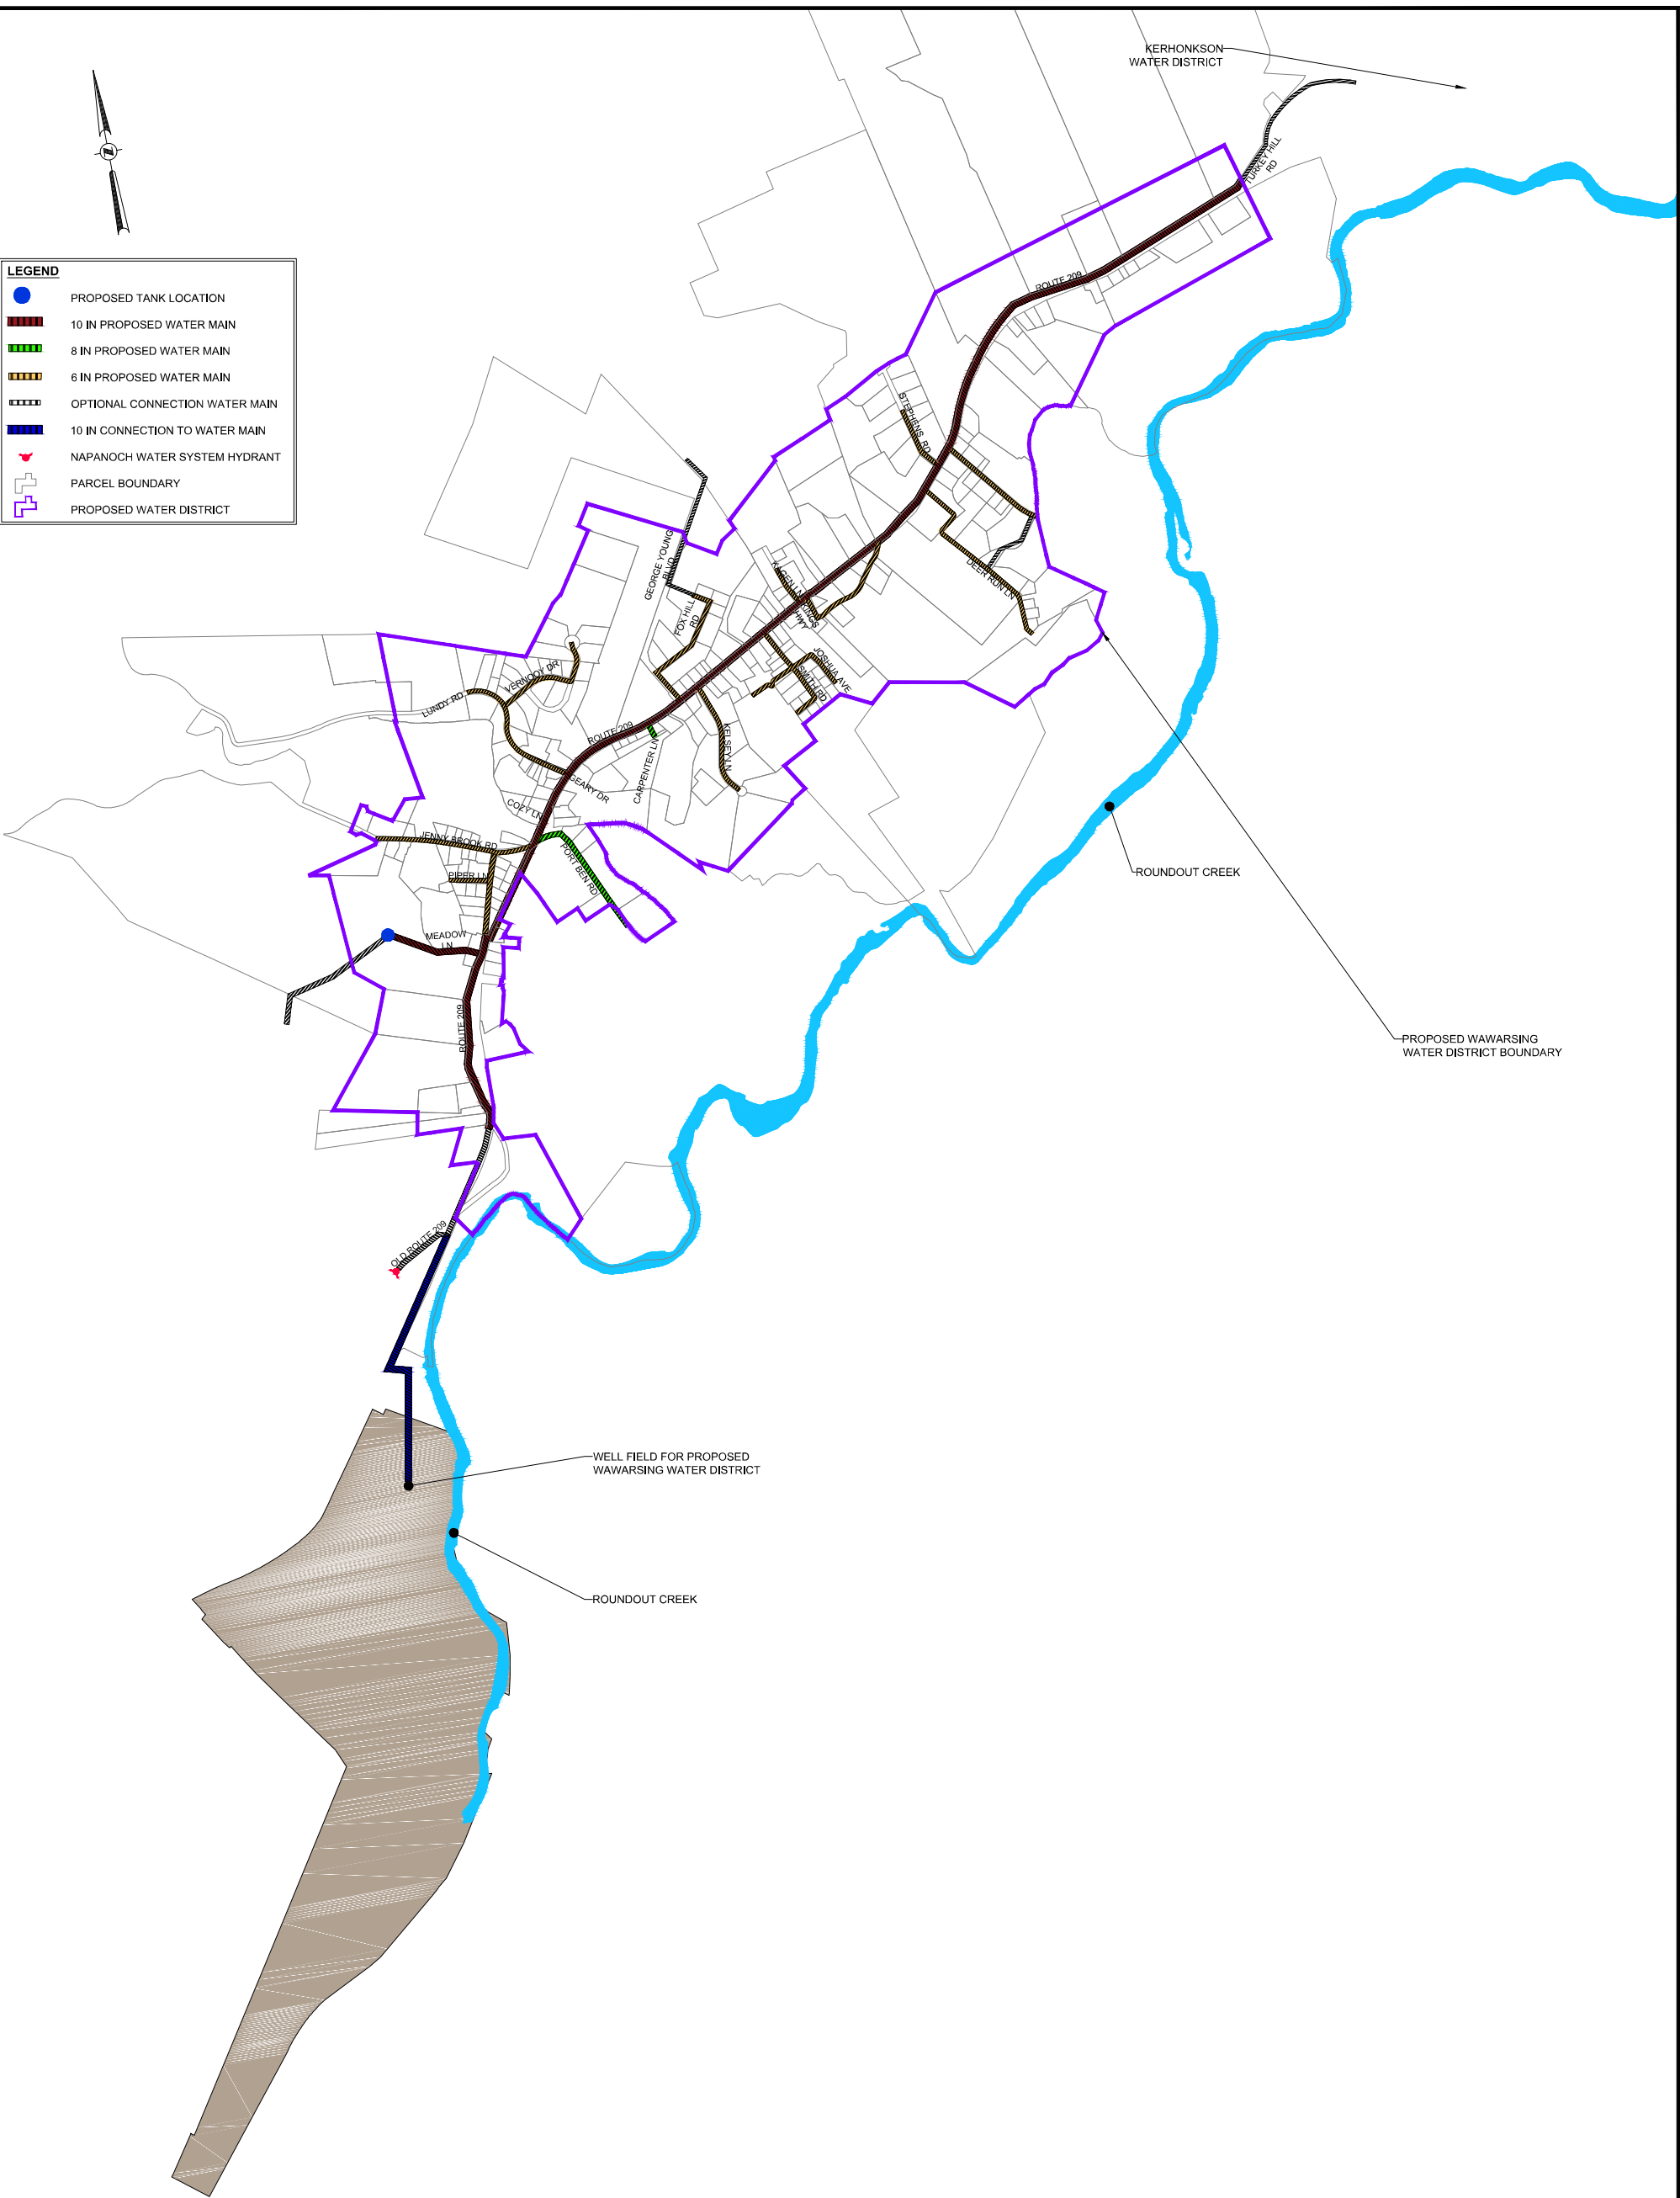 KERHONKSON
WATER DISTRICT
TURKEY HILL
RD
N
LEGEND
PROPOSED TANK LOCATION
10 IN PROPOSED WATER MAIN
8 IN PROPOSED WATER MAIN
6 IN PROPOSED WATER MAIN
OPTIONAL CONNECTION WATER MAIN
10 IN CONNECTION TO WATER MAIN
NAPANOCH WATER SYSTEM HYDRANT
PARCEL BOUNDARY
PROPOSED WATER DISTRICT
ROUTE 209
STEPHENS RD
DEER RUN LN
GEORGE YOUNG
BLVD
FOX HILL
RD
KAGEN LN
KINGS
HWY
JOSHUA AVE
SMITH RD
VERNOOY DR
LUNDY RD
ROUTE 209
KELSEY LN
CARPENTER LN
GEARY DR
COZY LN
JENNY BROOK RD
PORT BEN RD
PIPER LN
MEADOW
LN
ROUTE 209
ROUNDOUT CREEK
PROPOSED WAWARSING
WATER DISTRICT BOUNDARY
OLD ROUTE 209
WELL FIELD FOR PROPOSED
WAWARSING WATER DISTRICT
ROUNDOUT CREEK